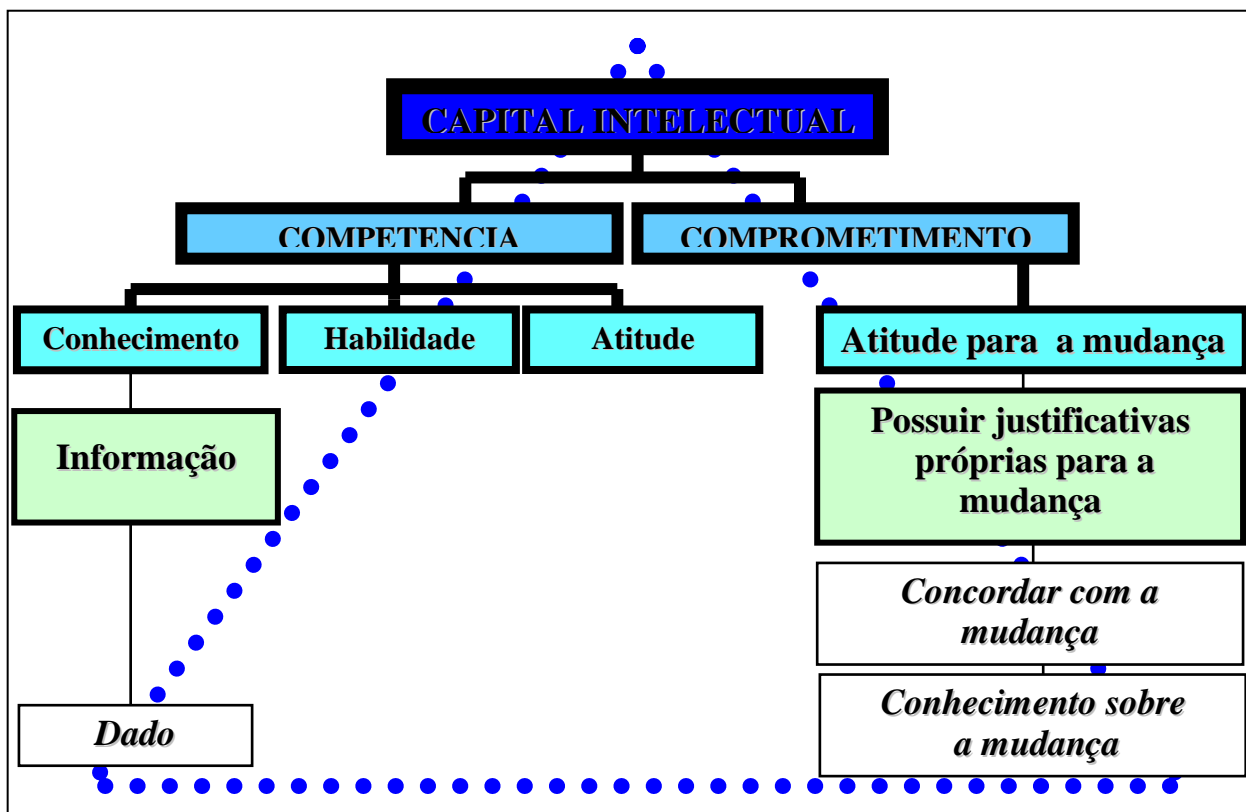 CAPITAL INTELECTUAL
COMPETENCIA
COMPROMETIMENTO
Conhecimento
Habilidade
Atitude
Atitude para a mudança
Informação
Possuir justificativas
próprias para a
mudança
Concordar com a
mudança
Dado
Conhecimento sobre
a mudança